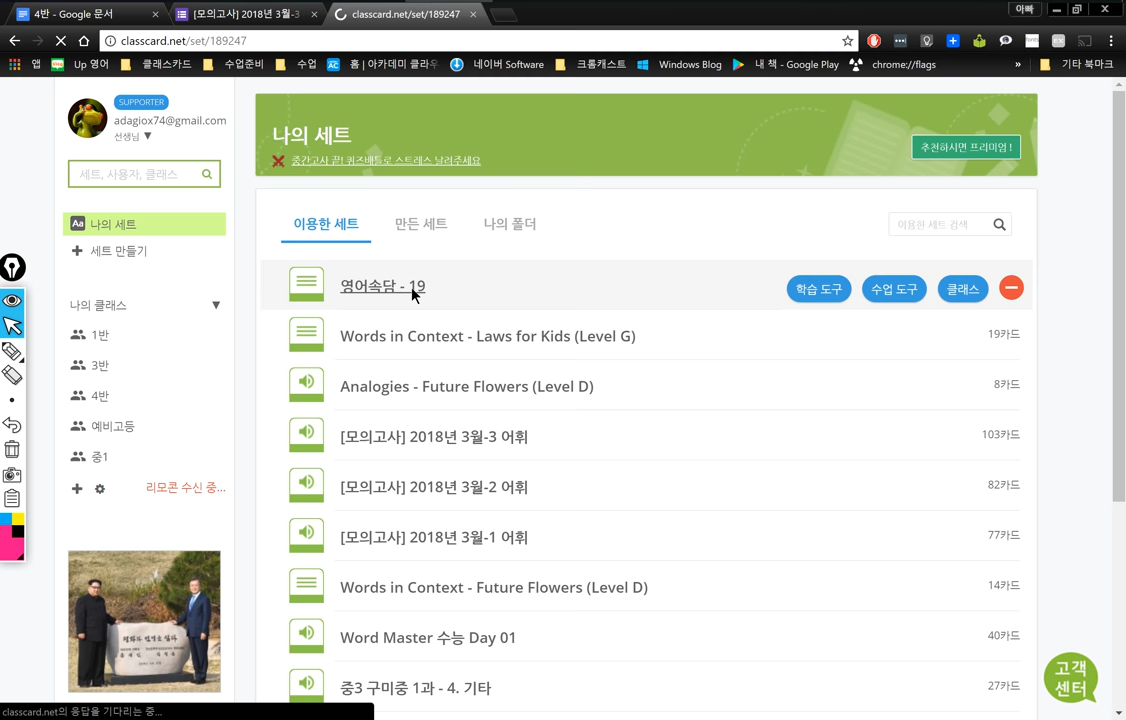 4반 - Google 문서
[모의고사] 2018년 3월-3
classcard.net/set/189247
아빠
classcard.net/set/189247
앱
Up 영어
클래스카드
수업준비
수업
홈 | 아카데미 클라우
네이버 Software
크롬캐스트
Windows Blog
내 책 - Google Play
chrome://flags
»
기타 북마크
SUPPORTER
adagiox74@gmail.com
선생님 ▼
세트, 사용자, 클래스
Aa 나의 세트
세트 만들기
나의 클래스 ▼
1반
3반
4반
예비고등
중1
리모콘 수신 중...
나의 세트
중간고사 끝! 퀴즈배틀로 스트레스 날려주세요
추천하시면 프리미엄 !
이용한 세트
만든 세트
나의 폴더
이용한 세트 검색
영어속담 - 19
학습 도구
수업 도구
클래스
Words in Context - Laws for Kids (Level G)
19카드
Analogies - Future Flowers (Level D)
8카드
[모의고사] 2018년 3월-3 어휘
103카드
[모의고사] 2018년 3월-2 어휘
82카드
[모의고사] 2018년 3월-1 어휘
77카드
Words in Context - Future Flowers (Level D)
14카드
Word Master 수능 Day 01
40카드
중3 구미중 1과 - 4. 기타
27카드
고객
센터
classcard.net의 응답을 기다리는 중...